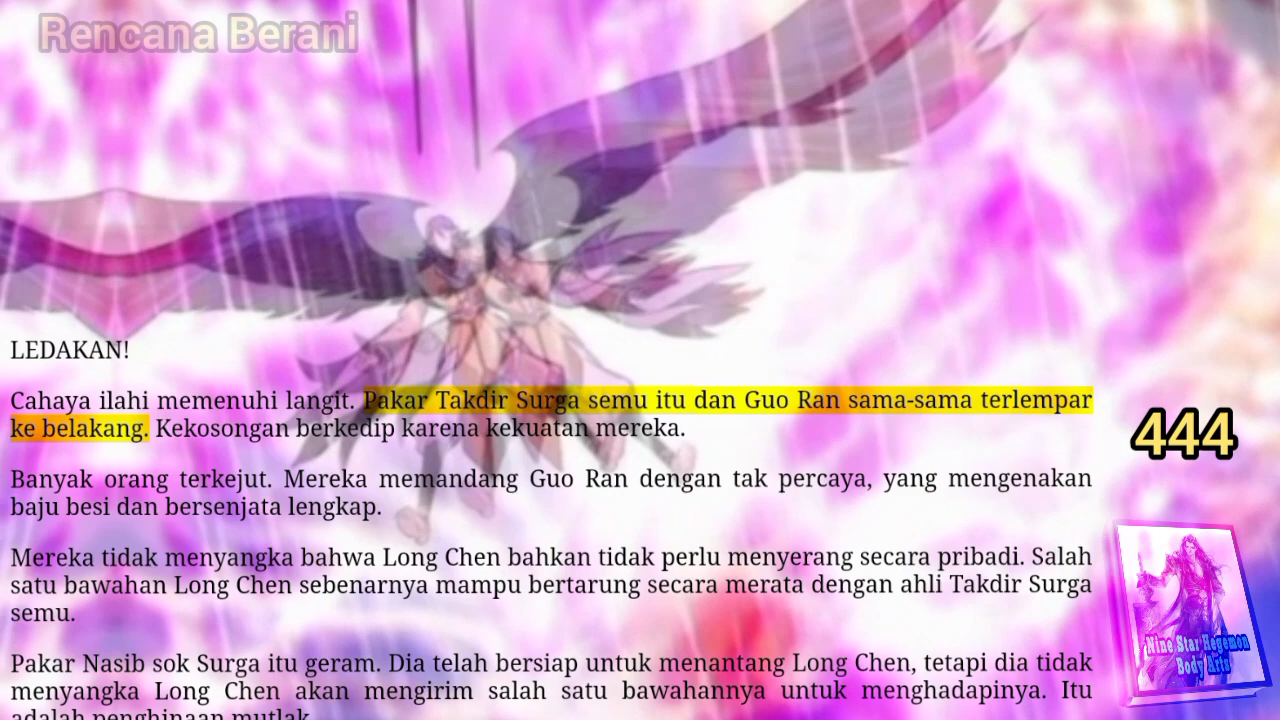 Rencana Berani
LEDAKAN!
Cahaya ilahi memenuhi langit. Pakar Takdir Surga semu itu dan Guo Ran sama-sama terlempar
ke belakang. Kekosongan berkedip karena kekuatan mereka.
444
Banyak orang terkejut. Mereka memandang Guo Ran dengan tak percaya, yang mengenakan
baju besi dan bersenjata lengkap.
Mereka tidak menyangka bahwa Long Chen bahkan tidak perlu menyerang secara pribadi. Salah
satu bawahan Long Chen sebenarnya mampu bertarung secara merata dengan ahli Takdir Surga
semu.
Pakar Nasib sok Surga itu geram. Dia telah bersiap untuk menantang Long Chen, tetapi dia tidak
menyangka Long Chen akan mengirim salah satu bawahannya untuk menghadapinya. Itu
adalah penghinaan mutlak.
Nine Star Hegemon
Body Arts